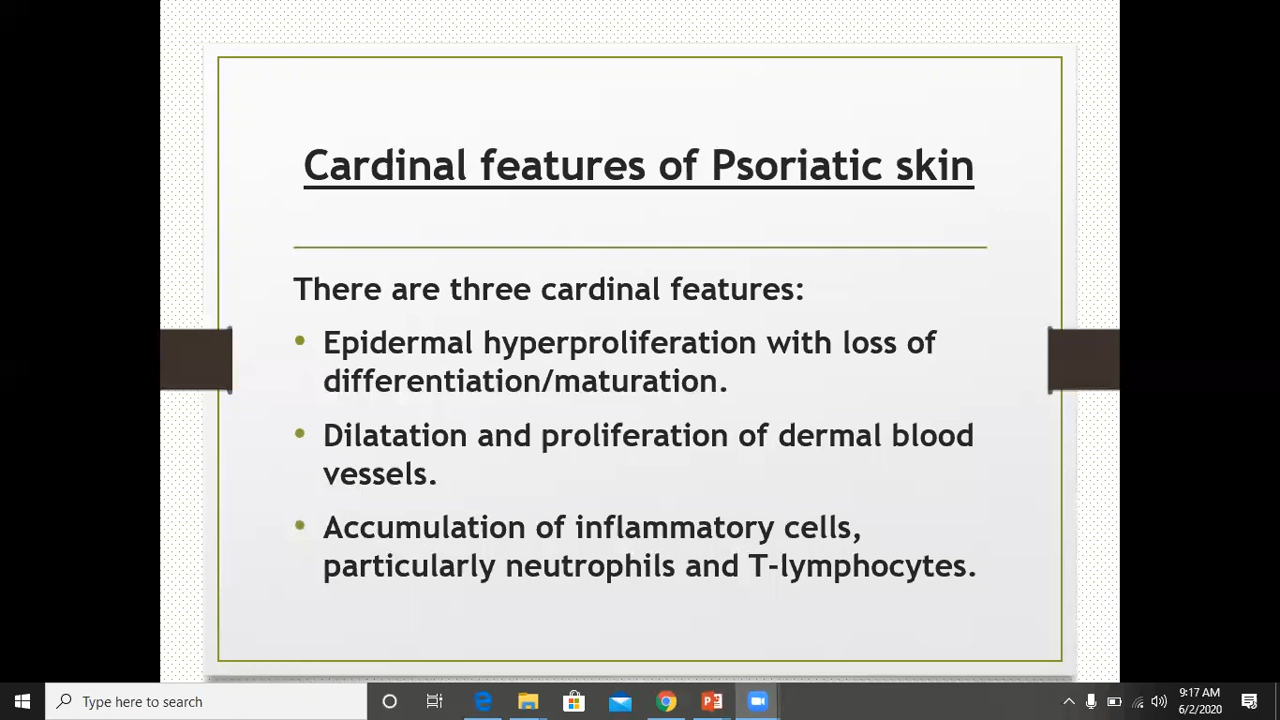 Cardinal features of Psoriatic skin
There are three cardinal features:
• Epidermal hyperproliferation with loss of
differentiation/maturation.
• Dilatation and proliferation of dermal blood
vessels.
• Accumulation of inflammatory cells,
particularly neutrophils and T-lymphocytes.
Type here to search
9:17 AM
6/2/2020